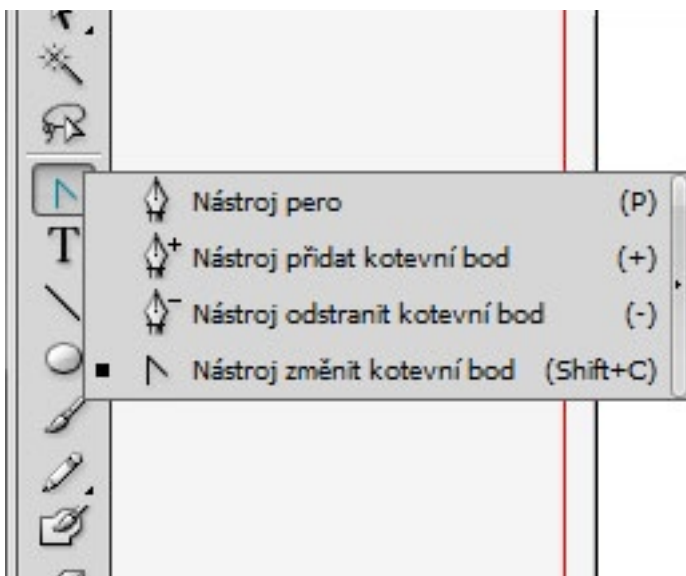 Nástroj pero (P)
Nástroj přidat kotevní bod (+)
Nástroj odstranit kotevní bod (-)
Nástroj změnit kotevní bod (Shift+C)